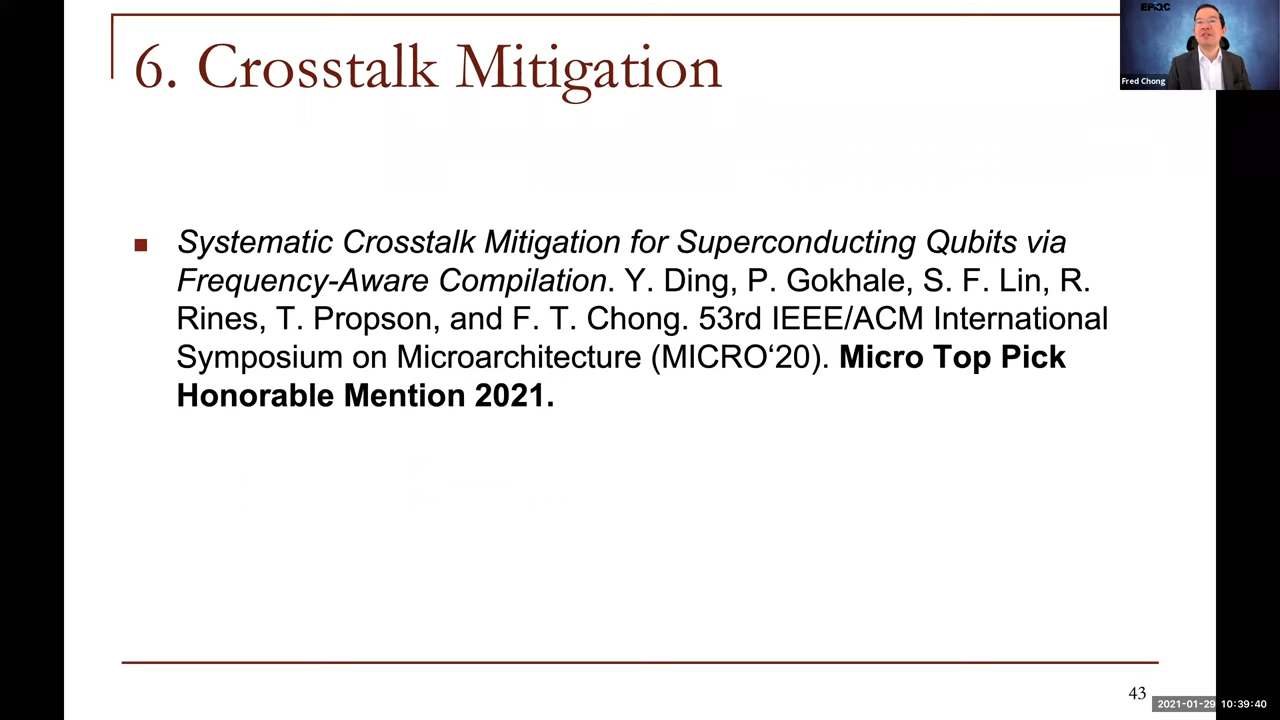 6. Crosstalk Mitigation
EPiQC
Fred Chong
Systematic Crosstalk Mitigation for Superconducting Qubits via
Frequency-Aware Compilation. Y. Ding, P. Gokhale, S. F. Lin, R.
Rines, T. Propson, and F. T. Chong. 53rd IEEE/ACM International
Symposium on Microarchitecture (MICRO‘20). Micro Top Pick
Honorable Mention 2021.
43
2021-01-29 10:39:40